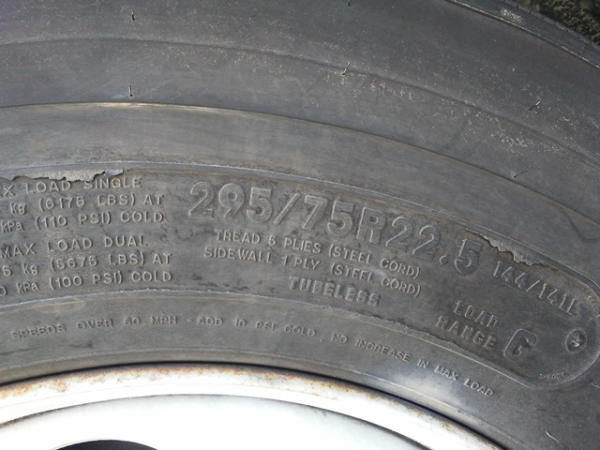 MAX LOAD SINGLE
kg (6175 LBS) AT
kPa (110 PSI) COLD
MAX LOAD DUAL
kg (5675 LBS) AT
kPa (100 PSI) COLD
295/75R22.5 144/141L
TREAD 5 PLIES (STEEL CORD)
SIDEWALL 1 PLY (STEEL CORD)
TUBELESS
LOAD
RANGE G
SPEEDS OVER 40 MPH - ADD 10 PSI COLD, NO INCREASE IN MAX LOAD